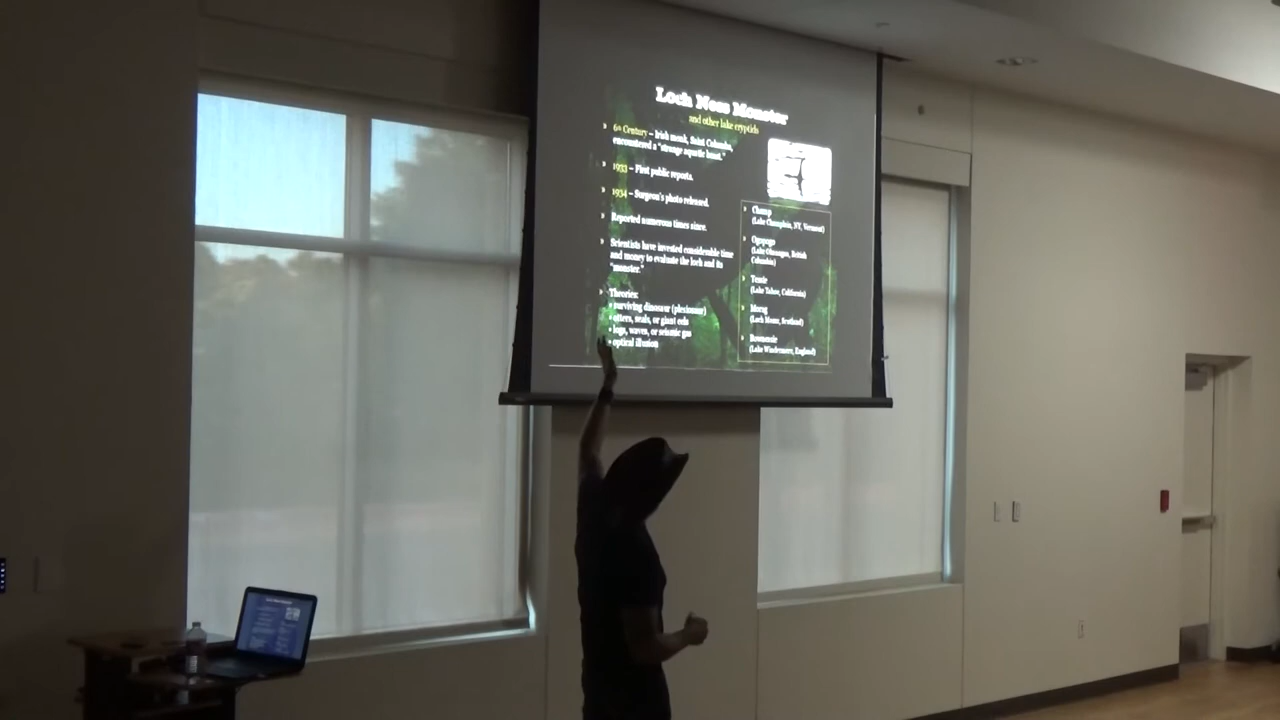 Loch Ness Monster
and other lake cryptids
6th Century – Irish monk, Saint Columba,
encountered a "strange aquatic beast."
1933 – First public reports.
1934 – Surgeon's photo released.
Reported numerous times since.
Scientists have invested considerable time
and money to evaluate the loch and its
"monster."
Theories:
• surviving dinosaur (plesiosaur)
• otters, seals, or giant eels
• logs, waves, or seismic gas
• optical illusion
Champ
(Lake Champlain, NY, Vermont)
Ogopogo
(Lake Okanagan, British
Columbia)
Tessie
(Lake Tahoe, California)
Morag
(Loch Morar, Scotland)
Bownessie
(Lake Windermere, England)